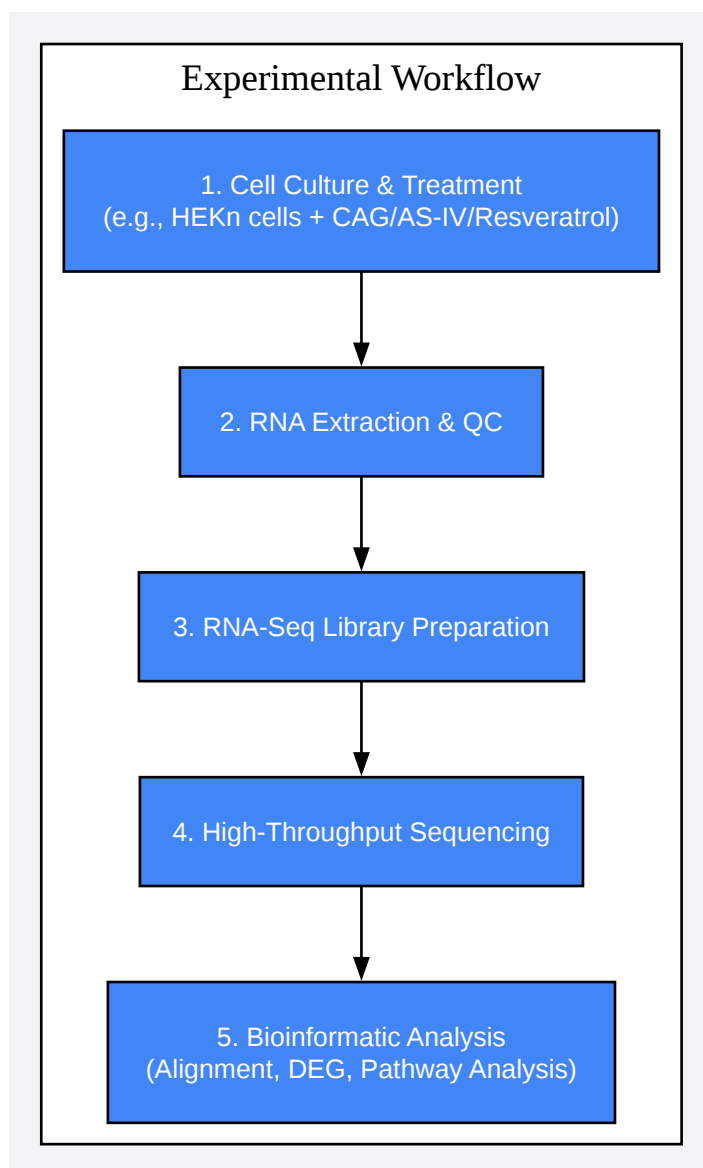 Experimental Workflow
1. Cell Culture & Treatment
(e.g., HEKn cells + CAG/AS-IV/Resveratrol)
2. RNA Extraction & QC
3. RNA-Seq Library Preparation
4. High-Throughput Sequencing
5. Bioinformatic Analysis
(Alignment, DEG, Pathway Analysis)